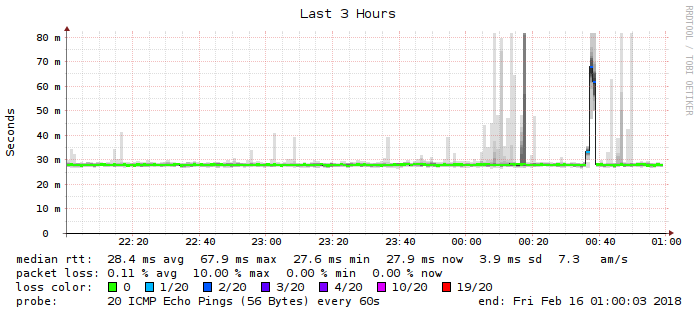 Last 3 Hours
RRDTOOL / TOBI OETIKER
Seconds
80 m
70 m
60 m
50 m
40 m
30 m
20 m
10 m
0
22:20 22:40 23:00 23:20 23:40 00:00 00:20 00:40 01:00
median rtt: 28.4 ms avg 67.9 ms max 27.6 ms min 27.9 ms now 3.9 ms sd 7.3 am/s
packet loss: 0.11 % avg 10.00 % max 0.00 % min 0.00 % now
loss color: 0 1/20 2/20 3/20 4/20 10/20 19/20
probe: 20 ICMP Echo Pings (56 Bytes) every 60s end: Fri Feb 16 01:00:03 2018